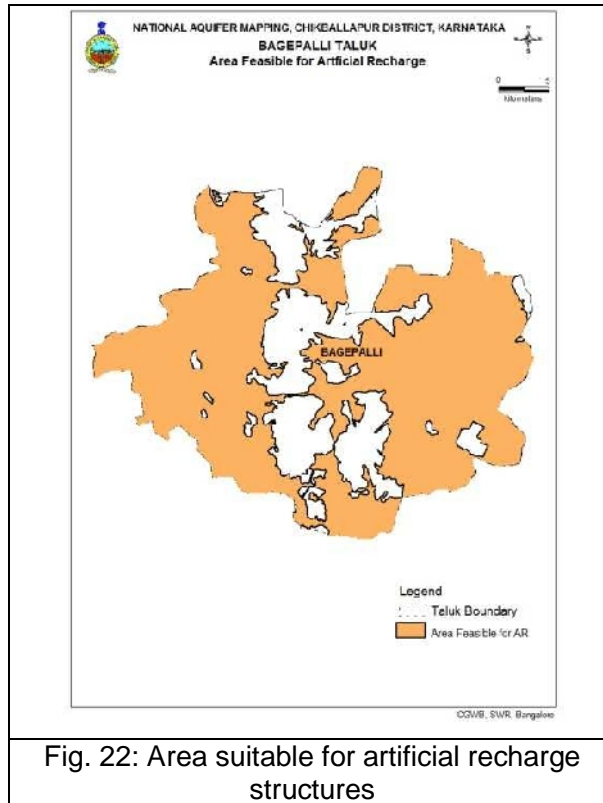 NATIONAL AQUIFER MAPPING, CHIKBALLAPUR DISTRICT, KARNATAKA
BAGEPALLI TALUK
Area Feasible for Artficial Recharge
N
S
0
Kilometers
BAGEPALLI
Legend
Taluk Boundary
Area Feasible for AR
CGWB, SWR, Bangalore
Fig. 22: Area suitable for artificial recharge
structures